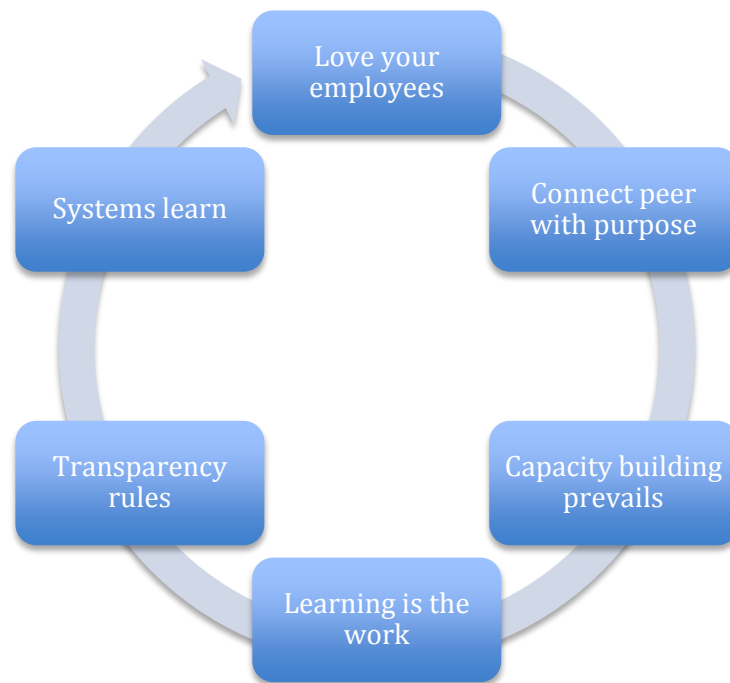 Love your
employees
Connect peer
with purpose
Capacity building
prevails
Learning is the
work
Transparency
rules
Systems learn